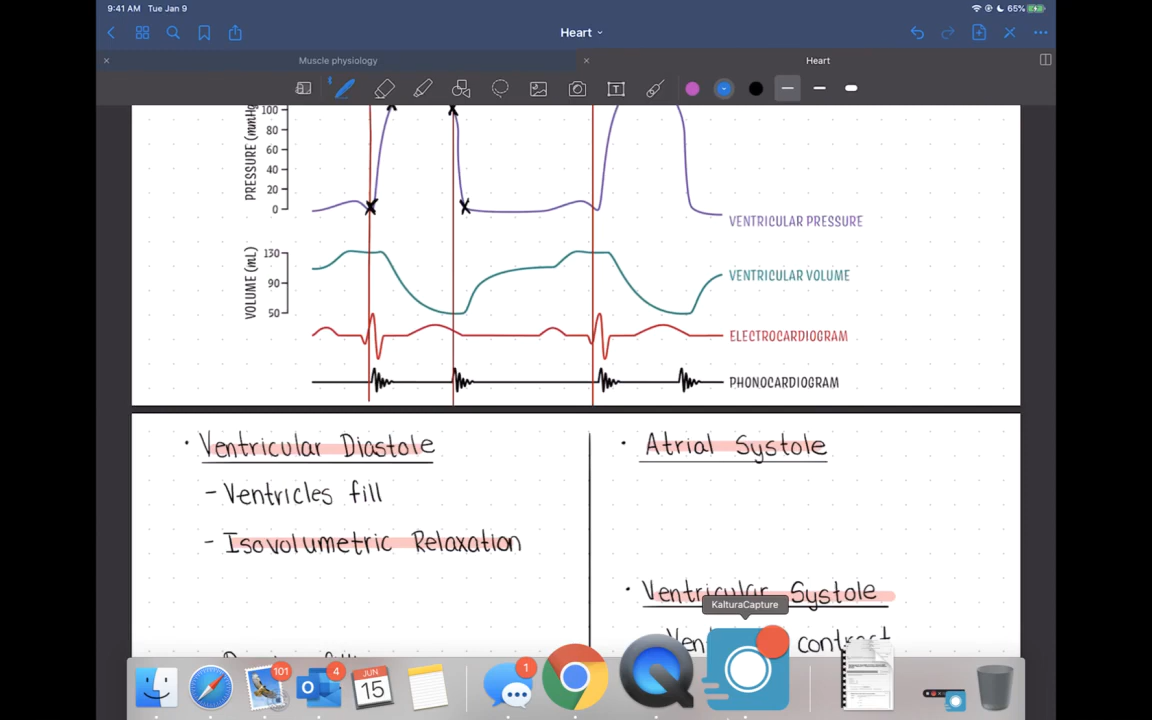 9:41 AM Tue Jan 9
65%
Heart
Muscle physiology
Heart
PRESSURE (mmHg)
100
80
60
40
20
0
VENTRICULAR PRESSURE
VOLUME (mL)
130
90
50
VENTRICULAR VOLUME
ELECTROCARDIOGRAM
PHONOCARDIOGRAM
· Ventricular Diastole
- Ventricles fill
- Isovolumetric Relaxation
· Atrial Systole
· Ventricular Systole
KalturaCapture
contract
101
4
JUN
15
1